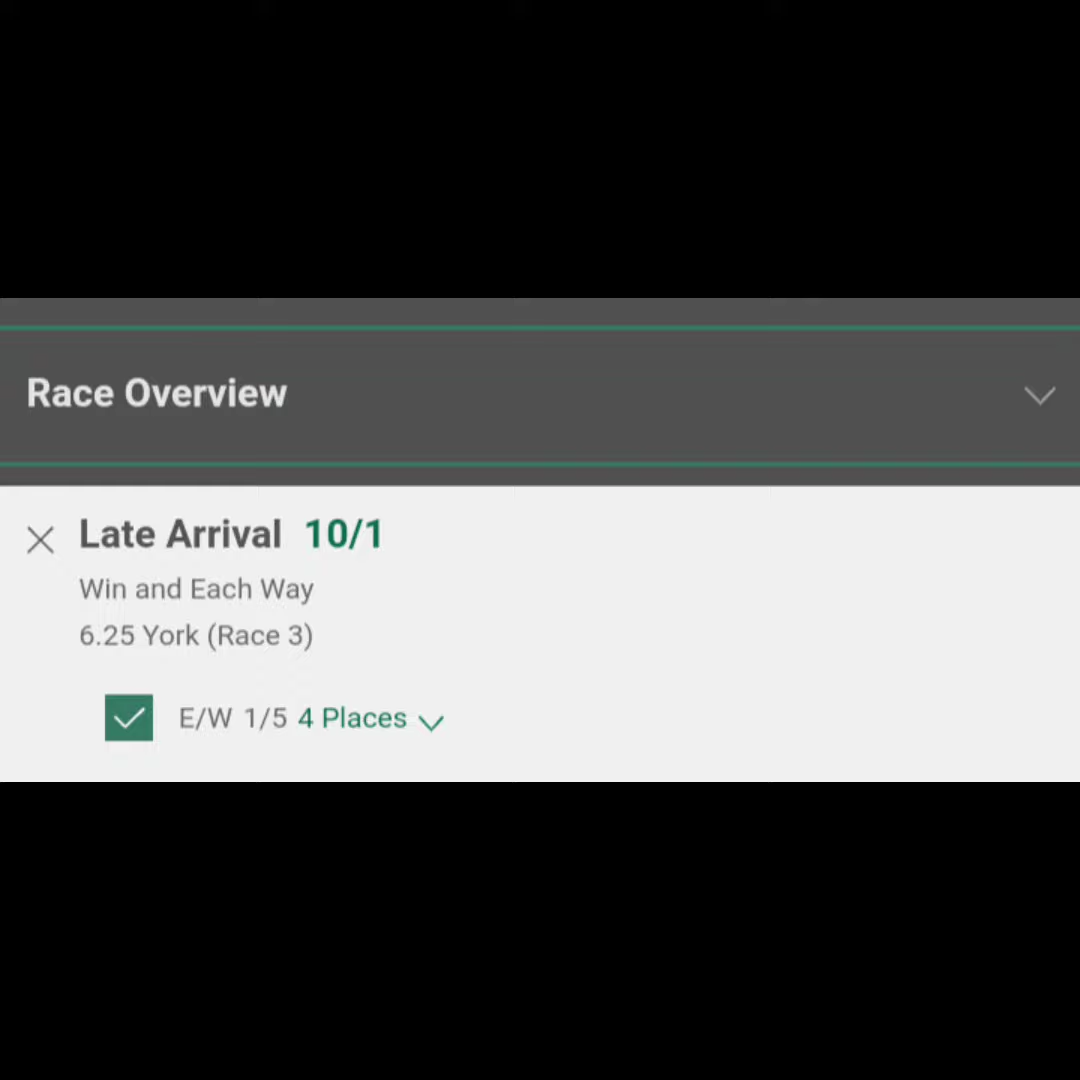 Race Overview
Late Arrival 10/1
Win and Each Way
6.25 York (Race 3)
E/W 1/5 4 Places